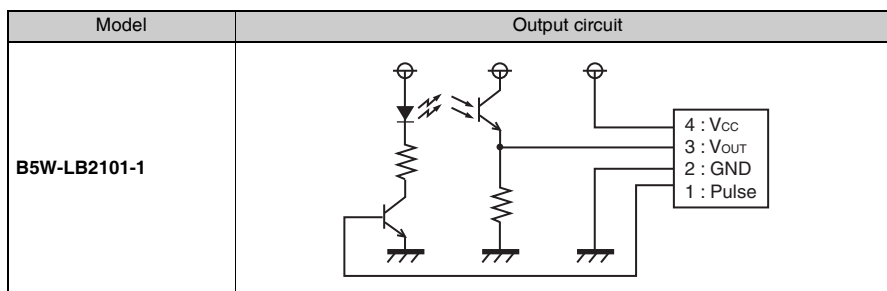 Model
Output circuit
B5W-LB2101-1
4 : Vcc
3 : VOUT
2 : GND
1 : Pulse